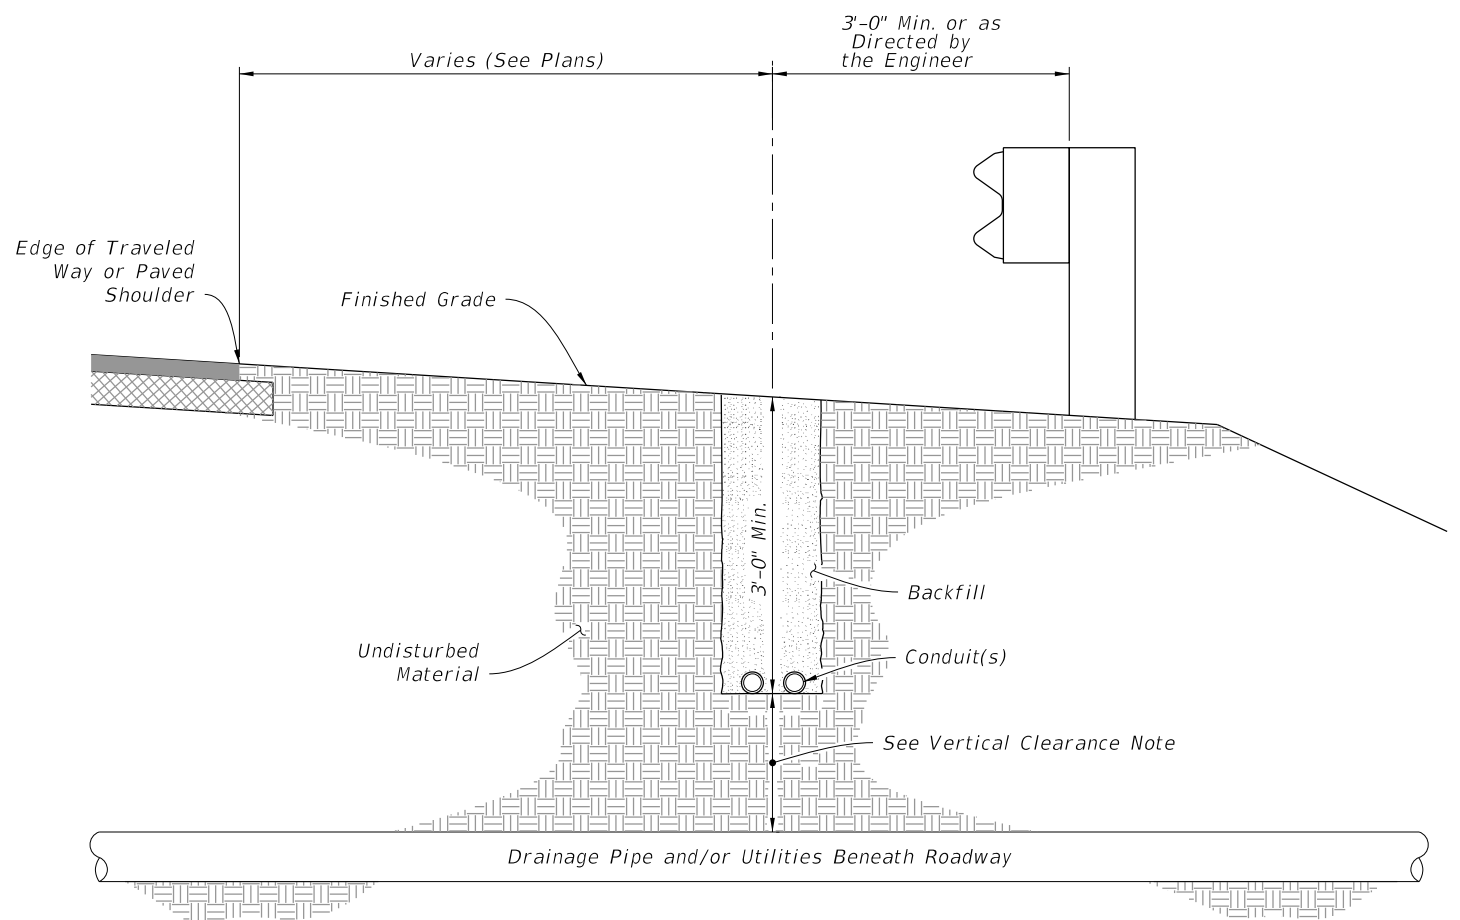 3'-0" Min. or as
Directed by
the Engineer
Varies (See Plans)
Edge of Traveled
Way or Paved
Shoulder
Finished Grade
3'-0" Min.
Backfill
Undisturbed
Material
Conduit(s)
See Vertical Clearance Note
Drainage Pipe and/or Utilities Beneath Roadway